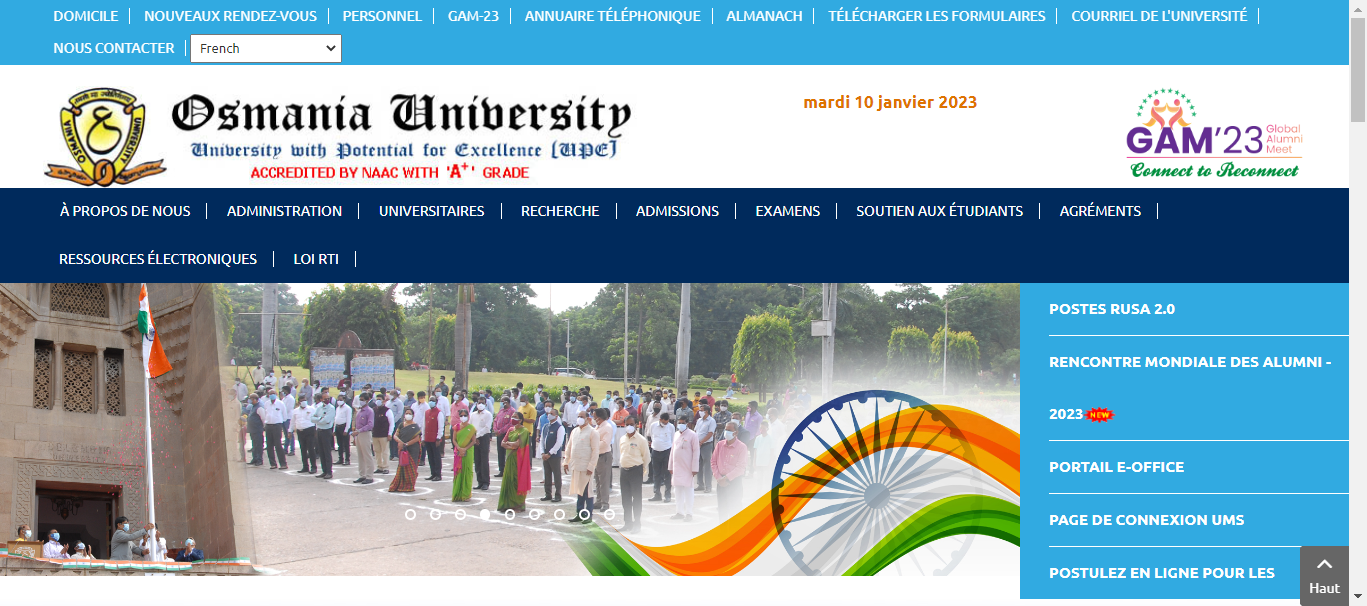 DOMICILE
NOUVEAUX RENDEZ-VOUS
PERSONNEL
GAM-23
ANNUAIRE TÉLÉPHONIQUE
ALMANACH
TÉLÉCHARGER LES FORMULAIRES
COURRIEL DE L'UNIVERSITÉ
NOUS CONTACTER
French
OSMANIA UNIVERSITY
Osmania University
University with Potential for Excellence [UPE]
ACCREDITED BY NAAC WITH 'A+' GRADE
mardi 10 janvier 2023
GAM'23 Global
Alumni
Meet
Connect to Reconnect
À PROPOS DE NOUS
ADMINISTRATION
UNIVERSITAIRES
RECHERCHE
ADMISSIONS
EXAMENS
SOUTIEN AUX ÉTUDIANTS
AGRÉMENTS
RESSOURCES ÉLECTRONIQUES
LOI RTI
POSTES RUSA 2.0
RENCONTRE MONDIALE DES ALUMNI -
2023 NEW
PORTAIL E-OFFICE
PAGE DE CONNEXION UMS
POSTULEZ EN LIGNE POUR LES
Haut